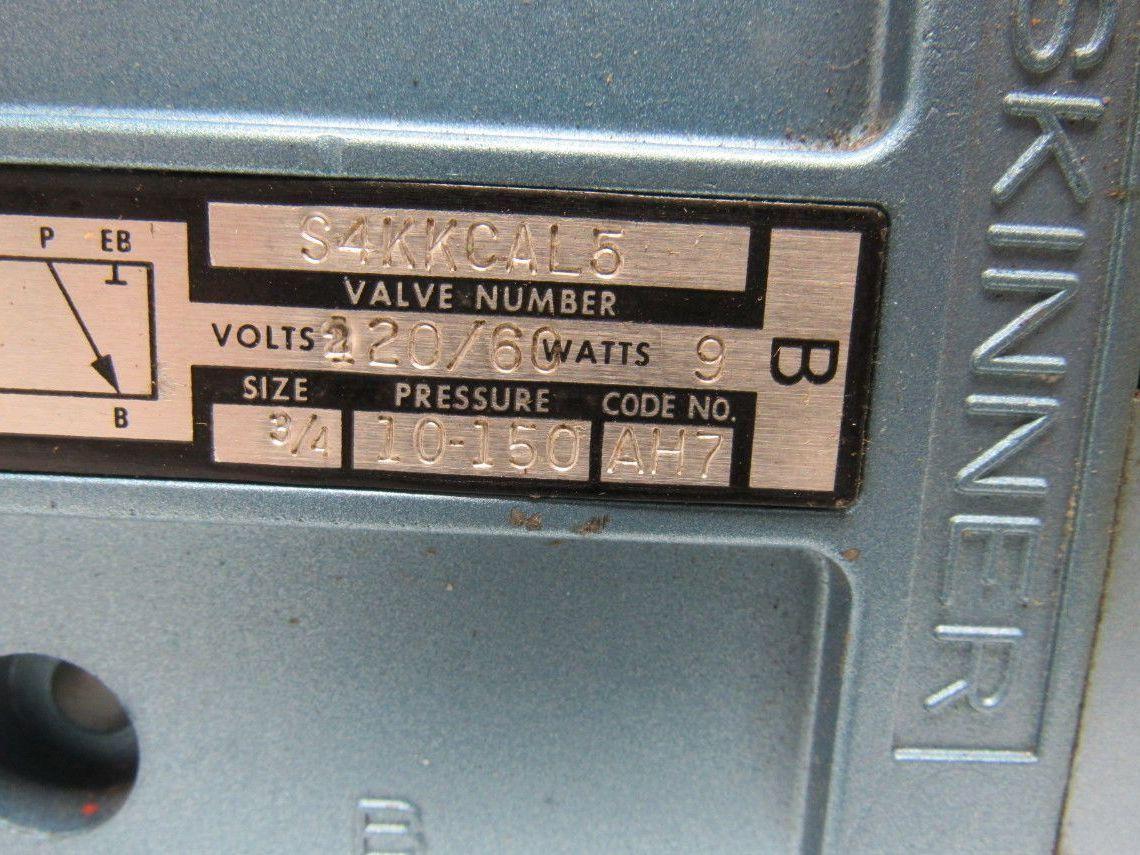 P EB
B
S4KKCAL5
VALVE NUMBER
VOLTS 120/60 WATTS 9
SIZE PRESSURE CODE NO.
3/4 10-150 AH7
B
SKINNER
E